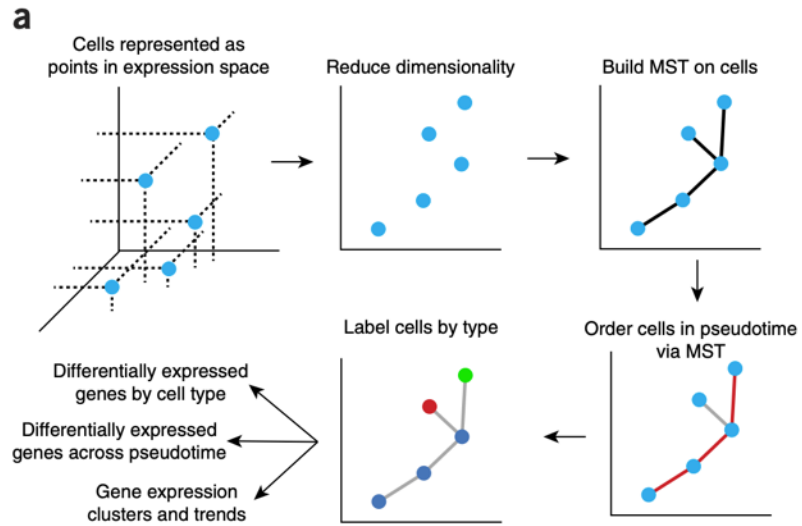 a
Cells represented as
points in expression space
Reduce dimensionality
Build MST on cells
Order cells in pseudotime
via MST
Label cells by type
Differentially expressed
genes by cell type
Differentially expressed
genes across pseudotime
Gene expression
clusters and trends